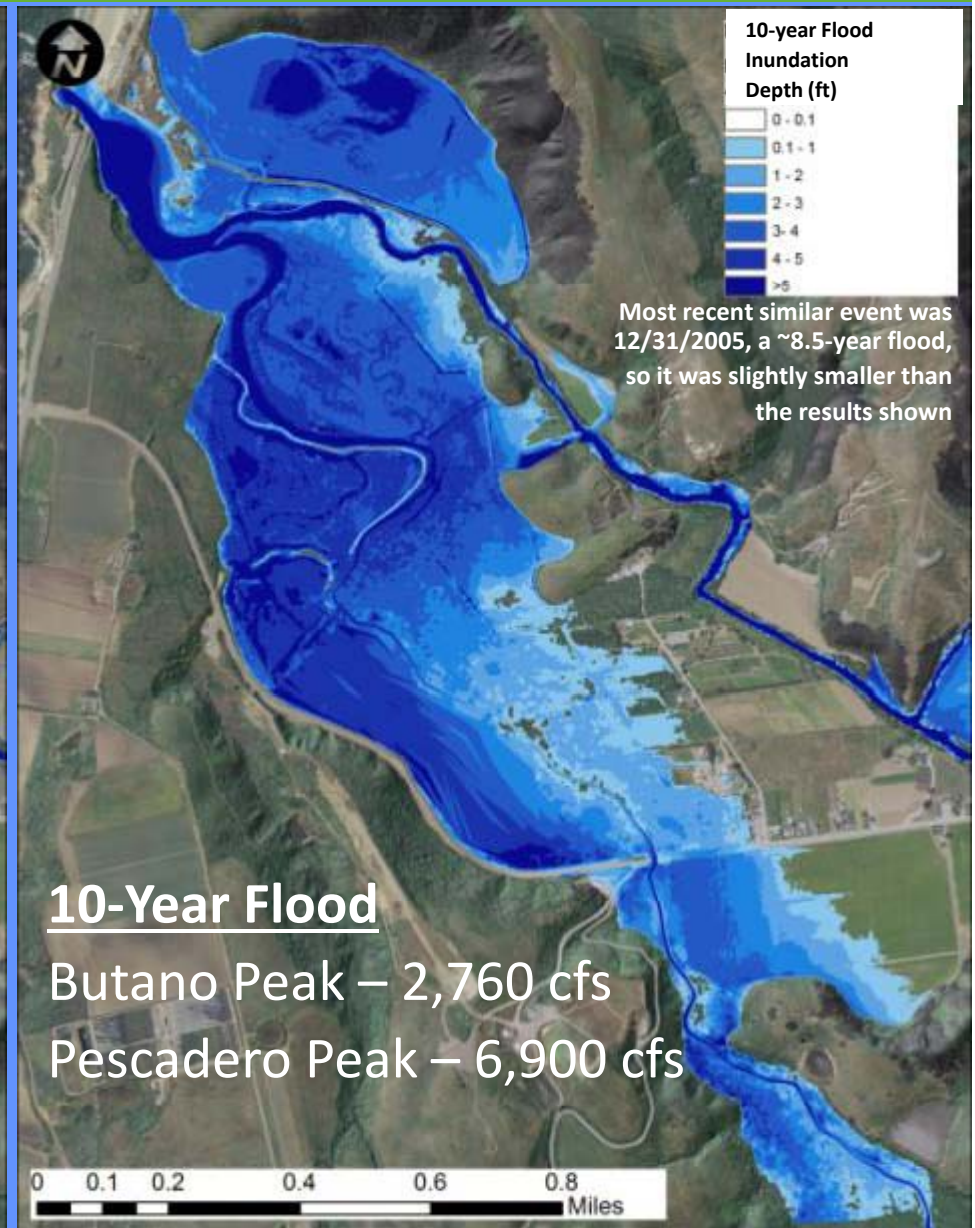 N
10-year Flood
Inundation
Depth (ft)
0 - 0.1
0.1 - 1
1 - 2
2 - 3
3- 4
4 - 5
>5
Most recent similar event was
12/31/2005, a ~8.5-year flood,
so it was slightly smaller than
the results shown
10-Year Flood
Butano Peak – 2,760 cfs
Pescadero Peak – 6,900 cfs
0 0.1 0.2 0.4 0.6 0.8
Miles